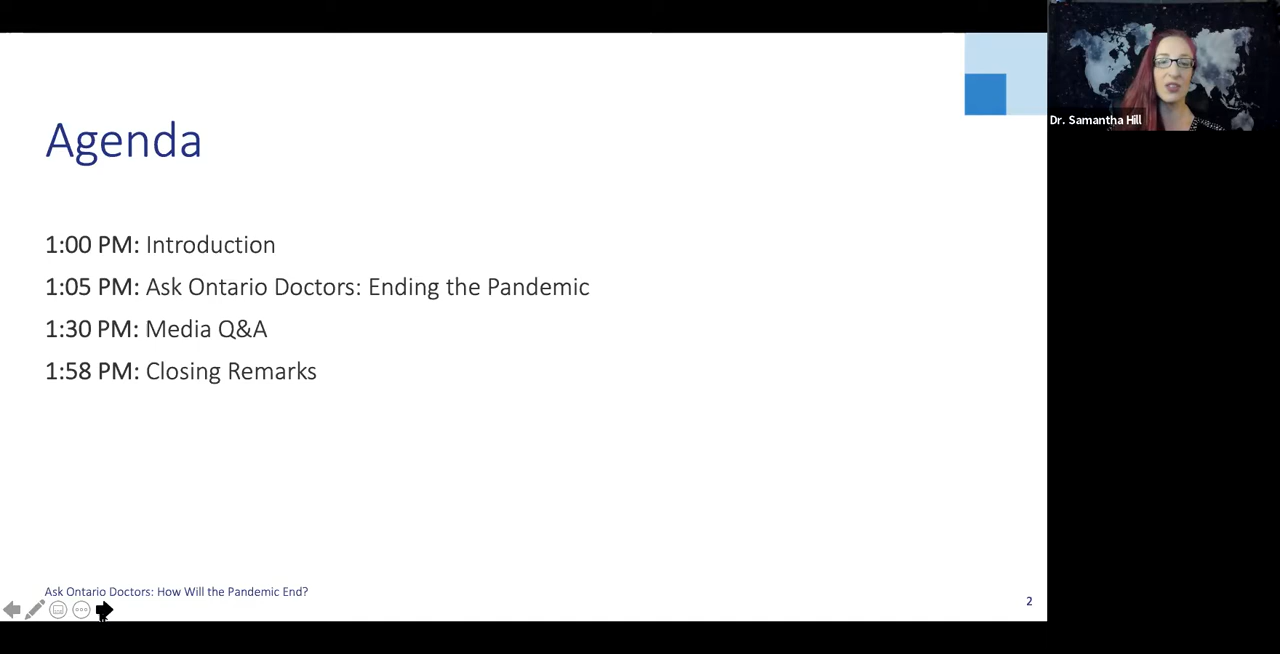 Agenda
1:00 PM: Introduction
1:05 PM: Ask Ontario Doctors: Ending the Pandemic
1:30 PM: Media Q&A
1:58 PM: Closing Remarks
Ask Ontario Doctors: How Will the Pandemic End?
2
Dr. Samantha Hill